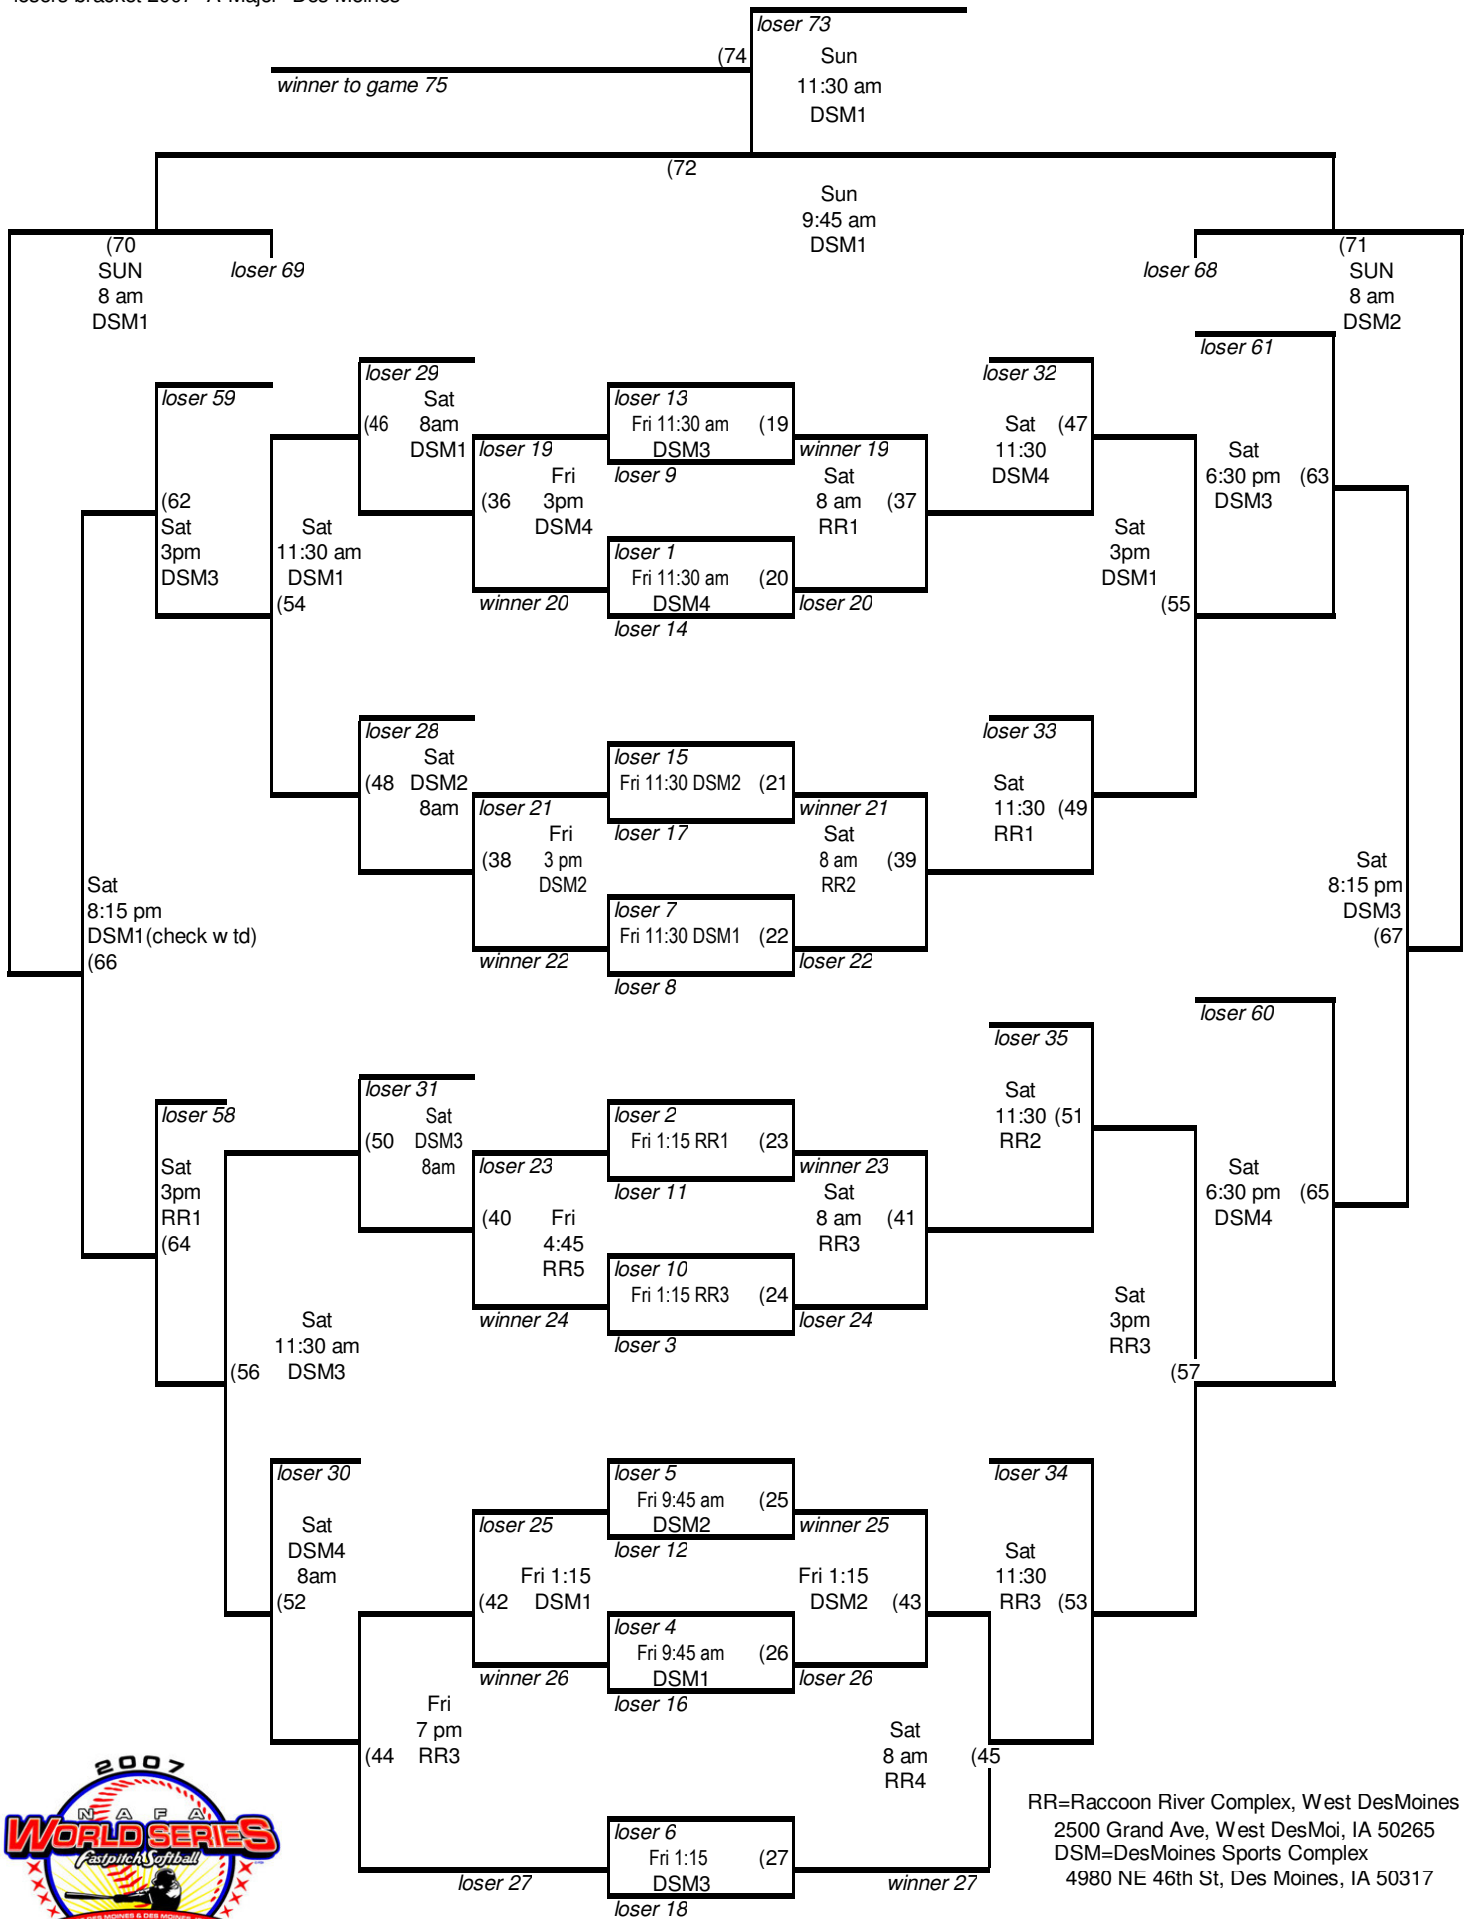 losers bracket 2007 "A-Major" Des Moines
loser 73
(74
Sun
11:30 am
DSM1
winner to game 75
(72
Sun
9:45 am
DSM1
(70
SUN
8 am
DSM1
loser 69
loser 68
(71
SUN
8 am
DSM2
loser 61
loser 29
Sat
(46 8am
DSM1
loser 13
Fri 11:30 am (19
DSM3
loser 9
loser 32
Sat (47
11:30
DSM4
loser 59
loser 19
Fri
(36 3pm
DSM4
winner 19
Sat
8 am (37
RR1
Sat
6:30 pm (63
DSM3
(62
Sat
3pm
DSM3
Sat
11:30 am
DSM1
(54
loser 1
Fri 11:30 am (20
DSM4
loser 14
winner 20
loser 20
Sat
3pm
DSM1
(55
loser 28
Sat
(48 DSM2
8am
loser 15
Fri 11:30 DSM2 (21
loser 17
loser 33
Sat
11:30 (49
RR1
loser 21
Fri
(38 3 pm
DSM2
winner 21
Sat
8 am (39
RR2
loser 7
Fri 11:30 DSM1 (22
loser 8
winner 22
loser 22
Sat
8:15 pm
DSM1(check w td)
(66
Sat
8:15 pm
DSM3
(67
loser 60
loser 35
Sat
11:30 (51
RR2
loser 31
Sat
(50 DSM3
8am
loser 2
Fri 1:15 RR1 (23
loser 11
loser 58
Sat
3pm
RR1
(64
loser 23
(40 Fri
4:45
RR5
winner 23
Sat
8 am (41
RR3
Sat
6:30 pm (65
DSM4
loser 10
Fri 1:15 RR3 (24
loser 3
winner 24
loser 24
Sat
11:30 am
(56 DSM3
Sat
3pm
RR3
(57
loser 30
Sat
DSM4
8am
(52
loser 5
Fri 9:45 am (25
DSM2
loser 12
loser 34
Sat
11:30
RR3 (53
loser 25
Fri 1:15
(42 DSM1
winner 25
Fri 1:15
DSM2 (43
loser 4
Fri 9:45 am (26
DSM1
loser 16
winner 26
loser 26
Fri
7 pm
(44 RR3
Sat
8 am (45
RR4
loser 6
Fri 1:15 (27
DSM3
loser 18
loser 27
winner 27
2007
NAFA
WORLD SERIES
Fastpitch Softball
RR=Raccoon River Complex, West DesMoines
2500 Grand Ave, West DesMoi, IA 50265
DSM=DesMoines Sports Complex
4980 NE 46th St, Des Moines, IA 50317